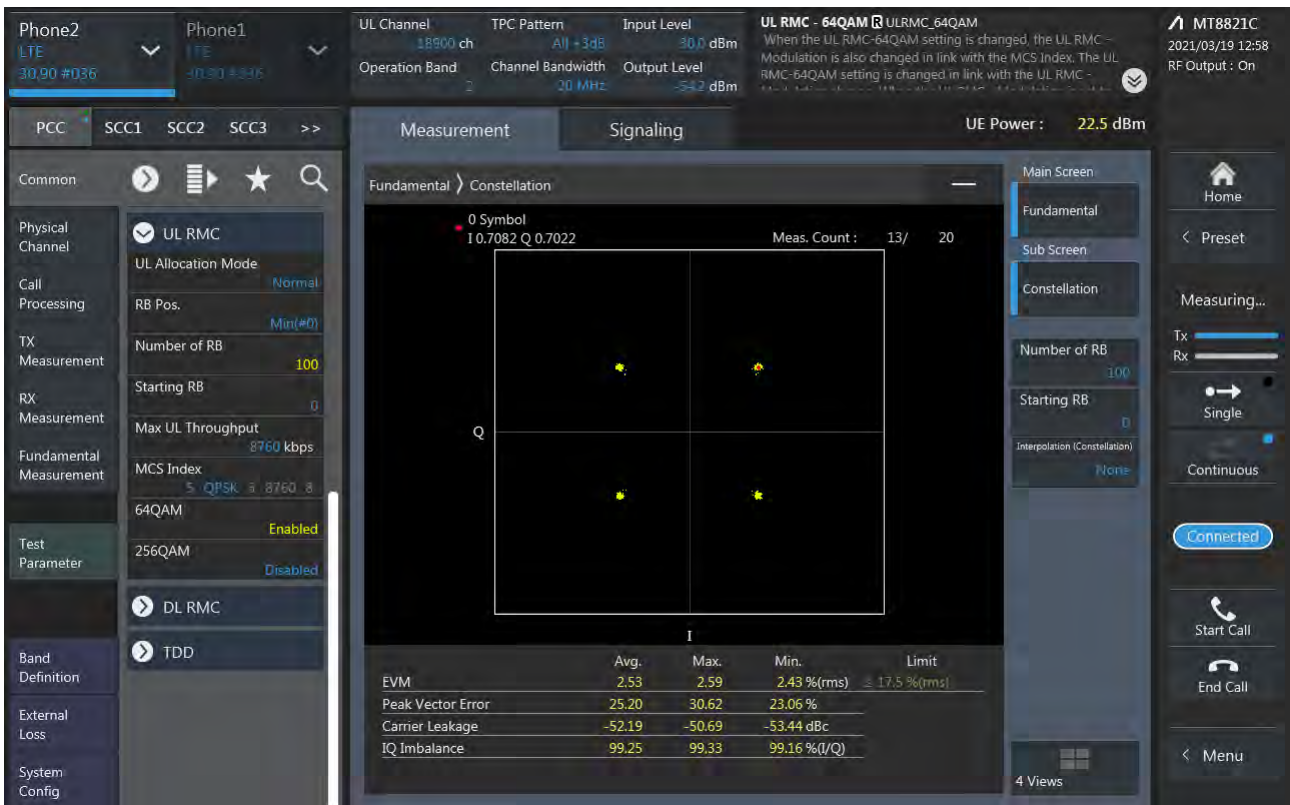 Phone2
LTE
30.90 #036
Phone1
LTE
UL Channel
18900 ch
Operation Band
2
TPC Pattern
All +3dB
Channel Bandwidth
20 MHz
Input Level
30.0 dBm
Output Level
-54.2 dBm
UL RMC - 64QAM R ULRMC_64QAM
When the UL RMC-64QAM setting is changed, the UL RMC –
Modulation is also changed in link with the MCS Index. The UL
RMC-64QAM setting is changed in link with the UL RMC -
MT8821C
2021/03/19 12:58
RF Output : On
PCC SCC1 SCC2 SCC3 >>
Measurement
Signaling
UE Power : 22.5 dBm
Common
Physical
Channel
Call
Processing
TX
Measurement
RX
Measurement
Fundamental
Measurement
Test
Parameter
Band
Definition
External
Loss
System
Config
UL RMC
UL Allocation Mode
Normal
RB Pos.
Min(#0)
Number of RB
100
Starting RB
0
Max UL Throughput
8760 kbps
MCS Index
5 QPSK 8760 8
64QAM
Enabled
256QAM
Disabled
DL RMC
TDD
Fundamental 〉 Constellation
0 Symbol
I 0.7082 Q 0.7022
Meas. Count : 13/ 20
Q
I
Avg. Max. Min. Limit
EVM 2.53 2.59 2.43 %(rms) ≤ 17.5 %(rms)
Peak Vector Error 25.20 30.62 23.06 %
Carrier Leakage -52.19 -50.69 -53.44 dBc
IQ Imbalance 99.25 99.33 99.16 %(I/Q)
Main Screen
Fundamental
Sub Screen
Constellation
Number of RB
100
Starting RB
0
Interpolation (Constellation)
None
4 Views
Home
< Preset
Measuring...
Tx
Rx
Single
Continuous
Connected
Start Call
End Call
< Menu